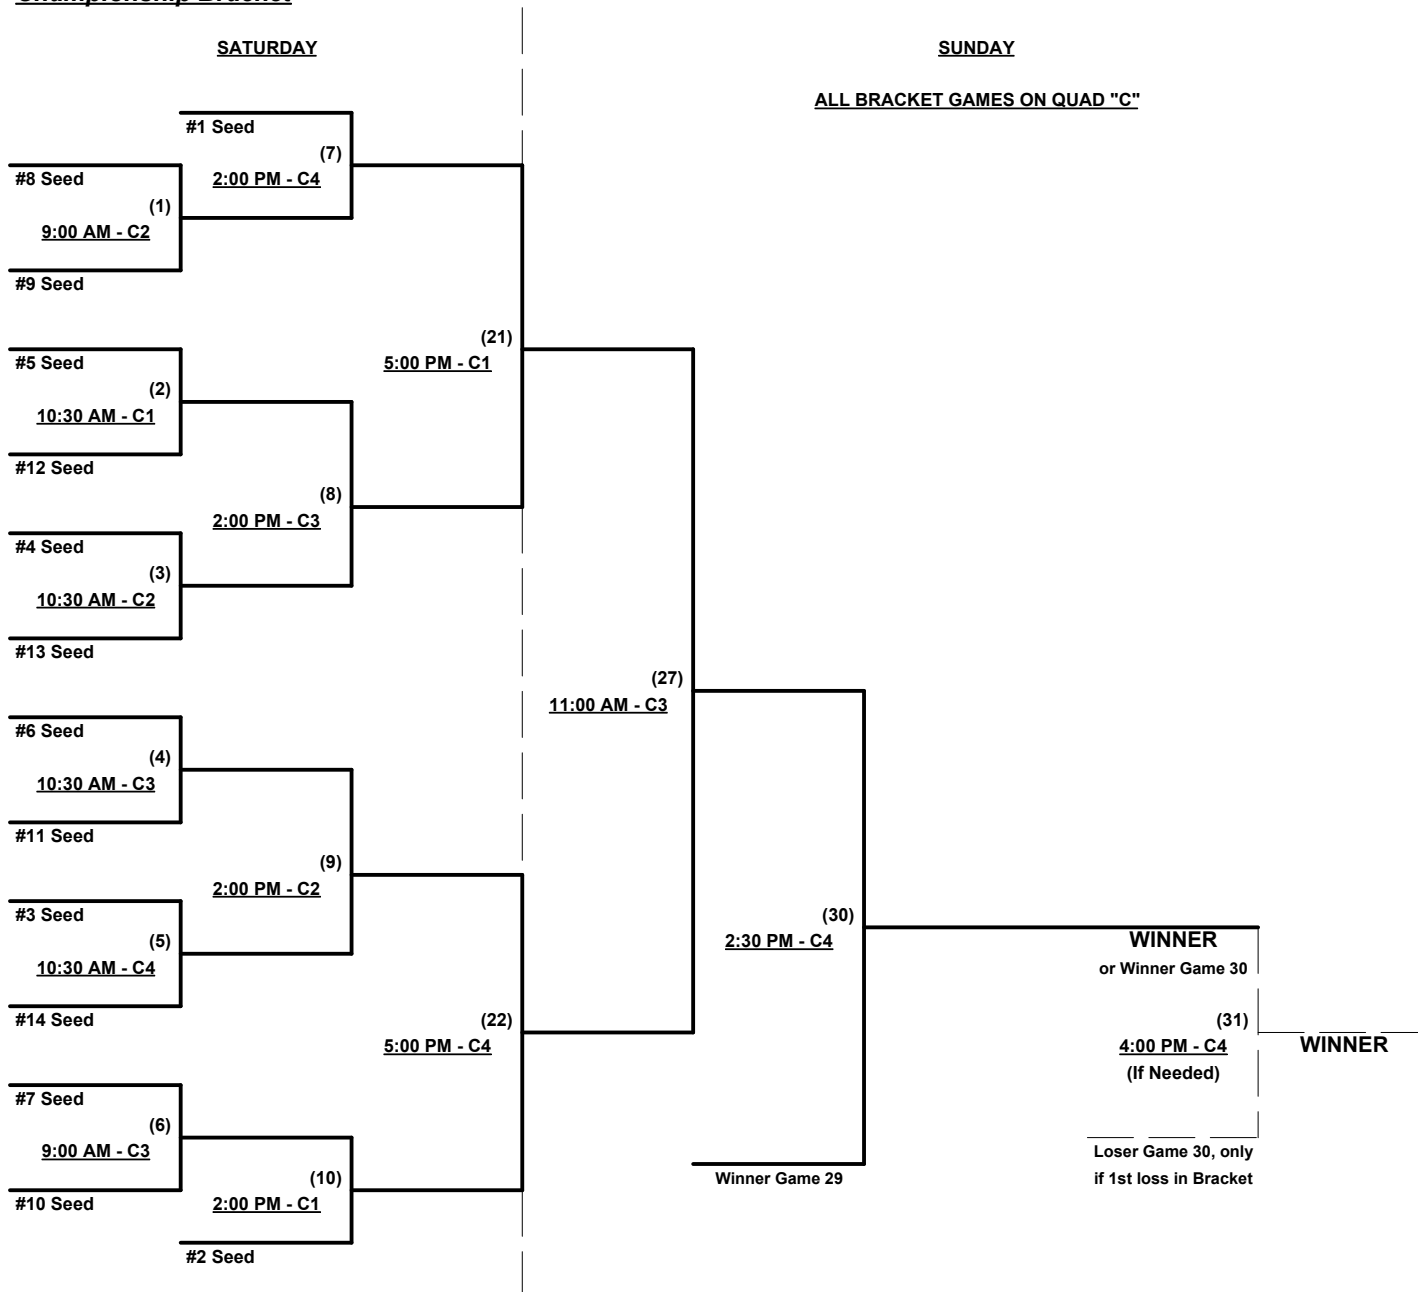 Championship Bracket
SATURDAY
SUNDAY
ALL BRACKET GAMES ON QUAD "C"
#1 Seed
(7)
2:00 PM - C4
#8 Seed
(1)
9:00 AM - C2
#9 Seed
(21)
5:00 PM - C1
#5 Seed
(2)
10:30 AM - C1
#12 Seed
(8)
2:00 PM - C3
#4 Seed
(3)
10:30 AM - C2
#13 Seed
(27)
11:00 AM - C3
#6 Seed
(4)
10:30 AM - C3
#11 Seed
(9)
2:00 PM - C2
#3 Seed
(5)
10:30 AM - C4
#14 Seed
(30)
2:30 PM - C4
WINNER
or Winner Game 30
(22)
5:00 PM - C4
(31)
4:00 PM - C4
(If Needed)
WINNER
#7 Seed
(6)
9:00 AM - C3
#10 Seed
(10)
2:00 PM - C1
#2 Seed
Winner Game 29
Loser Game 30, only
if 1st loss in Bracket